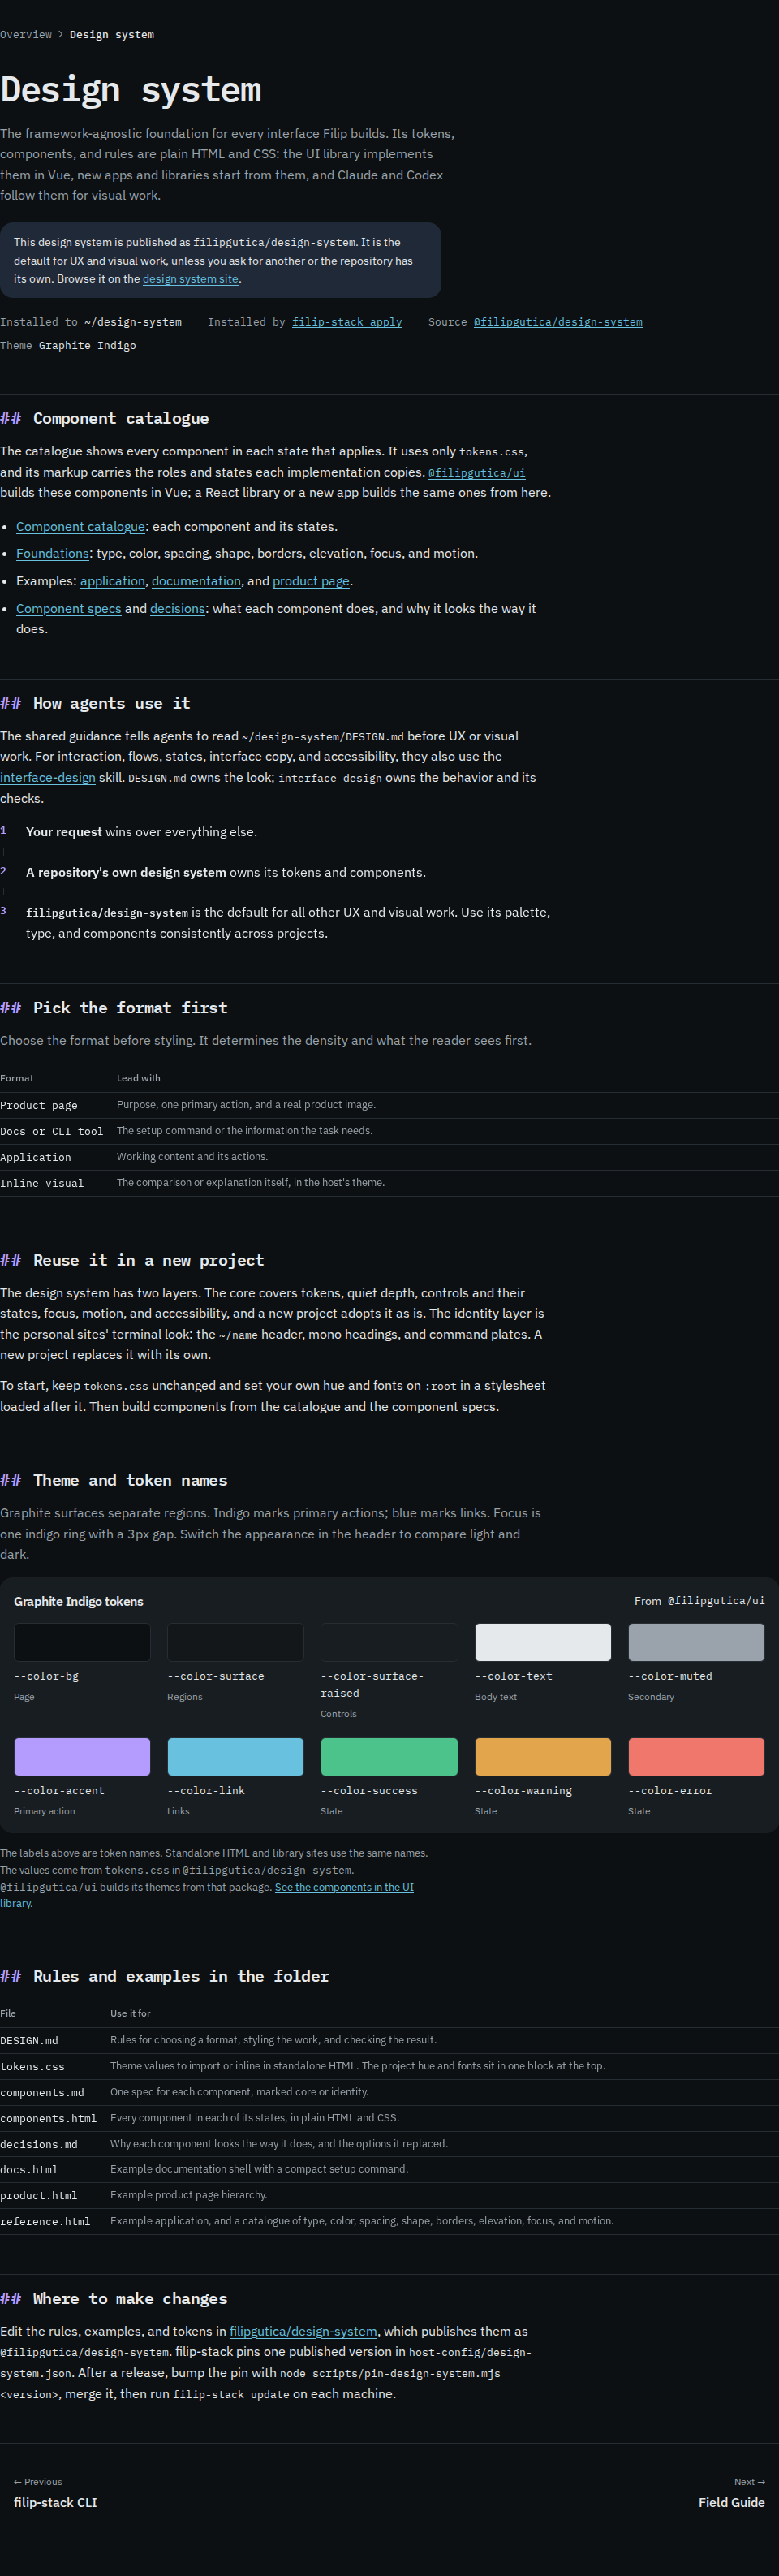 Overview > Design system
Design system
The framework-agnostic foundation for every interface Filip builds. Its tokens,
components, and rules are plain HTML and CSS: the UI library implements
them in Vue, new apps and libraries start from them, and Claude and Codex
follow them for visual work.
This design system is published as filipgutica/design-system. It is the
default for UX and visual work, unless you ask for another or the repository has
its own. Browse it on the design system site.
Installed to ~/design-system Installed by filip-stack apply Source @filipgutica/design-system
Theme Graphite Indigo
## Component catalogue
The catalogue shows every component in each state that applies. It uses only tokens.css,
and its markup carries the roles and states each implementation copies. @filipgutica/ui
builds these components in Vue; a React library or a new app builds the same ones from here.
• Component catalogue: each component and its states.
• Foundations: type, color, spacing, shape, borders, elevation, focus, and motion.
• Examples: application, documentation, and product page.
• Component specs and decisions: what each component does, and why it looks the way it
does.
## How agents use it
The shared guidance tells agents to read ~/design-system/DESIGN.md before UX or visual
work. For interaction, flows, states, interface copy, and accessibility, they also use the
interface-design skill. DESIGN.md owns the look; interface-design owns the behavior and its
checks.
1 Your request wins over everything else.
2 A repository's own design system owns its tokens and components.
3 filipgutica/design-system is the default for all other UX and visual work. Use its palette,
type, and components consistently across projects.
## Pick the format first
Choose the format before styling. It determines the density and what the reader sees first.
Format Lead with
Product page Purpose, one primary action, and a real product image.
Docs or CLI tool The setup command or the information the task needs.
Application Working content and its actions.
Inline visual The comparison or explanation itself, in the host's theme.
## Reuse it in a new project
The design system has two layers. The core covers tokens, quiet depth, controls and their
states, focus, motion, and accessibility, and a new project adopts it as is. The identity layer is
the personal sites' terminal look: the ~/name header, mono headings, and command plates. A
new project replaces it with its own.
To start, keep tokens.css unchanged and set your own hue and fonts on :root in a stylesheet
loaded after it. Then build components from the catalogue and the component specs.
## Theme and token names
Graphite surfaces separate regions. Indigo marks primary actions; blue marks links. Focus is
one indigo ring with a 3px gap. Switch the appearance in the header to compare light and
dark.
Graphite Indigo tokens From @filipgutica/ui
--color-bg --color-surface --color-surface- --color-text --color-muted
raised
Page Regions Controls Body text Secondary
--color-accent --color-link --color-success --color-warning --color-error
Primary action Links State State State
The labels above are token names. Standalone HTML and library sites use the same names.
The values come from tokens.css in @filipgutica/design-system.
@filipgutica/ui builds its themes from that package. See the components in the UI
library.
## Rules and examples in the folder
File Use it for
DESIGN.md Rules for choosing a format, styling the work, and checking the result.
tokens.css Theme values to import or inline in standalone HTML. The project hue and fonts sit in one block at the top.
components.md One spec for each component, marked core or identity.
components.html Every component in each of its states, in plain HTML and CSS.
decisions.md Why each component looks the way it does, and the options it replaced.
docs.html Example documentation shell with a compact setup command.
product.html Example product page hierarchy.
reference.html Example application, and a catalogue of type, color, spacing, shape, borders, elevation, focus, and motion.
## Where to make changes
Edit the rules, examples, and tokens in filipgutica/design-system, which publishes them as
@filipgutica/design-system. filip-stack pins one published version in host-config/design-
system.json. After a release, bump the pin with node scripts/pin-design-system.mjs
<version>, merge it, then run filip-stack update on each machine.
← Previous Next →
filip-stack CLI Field Guide